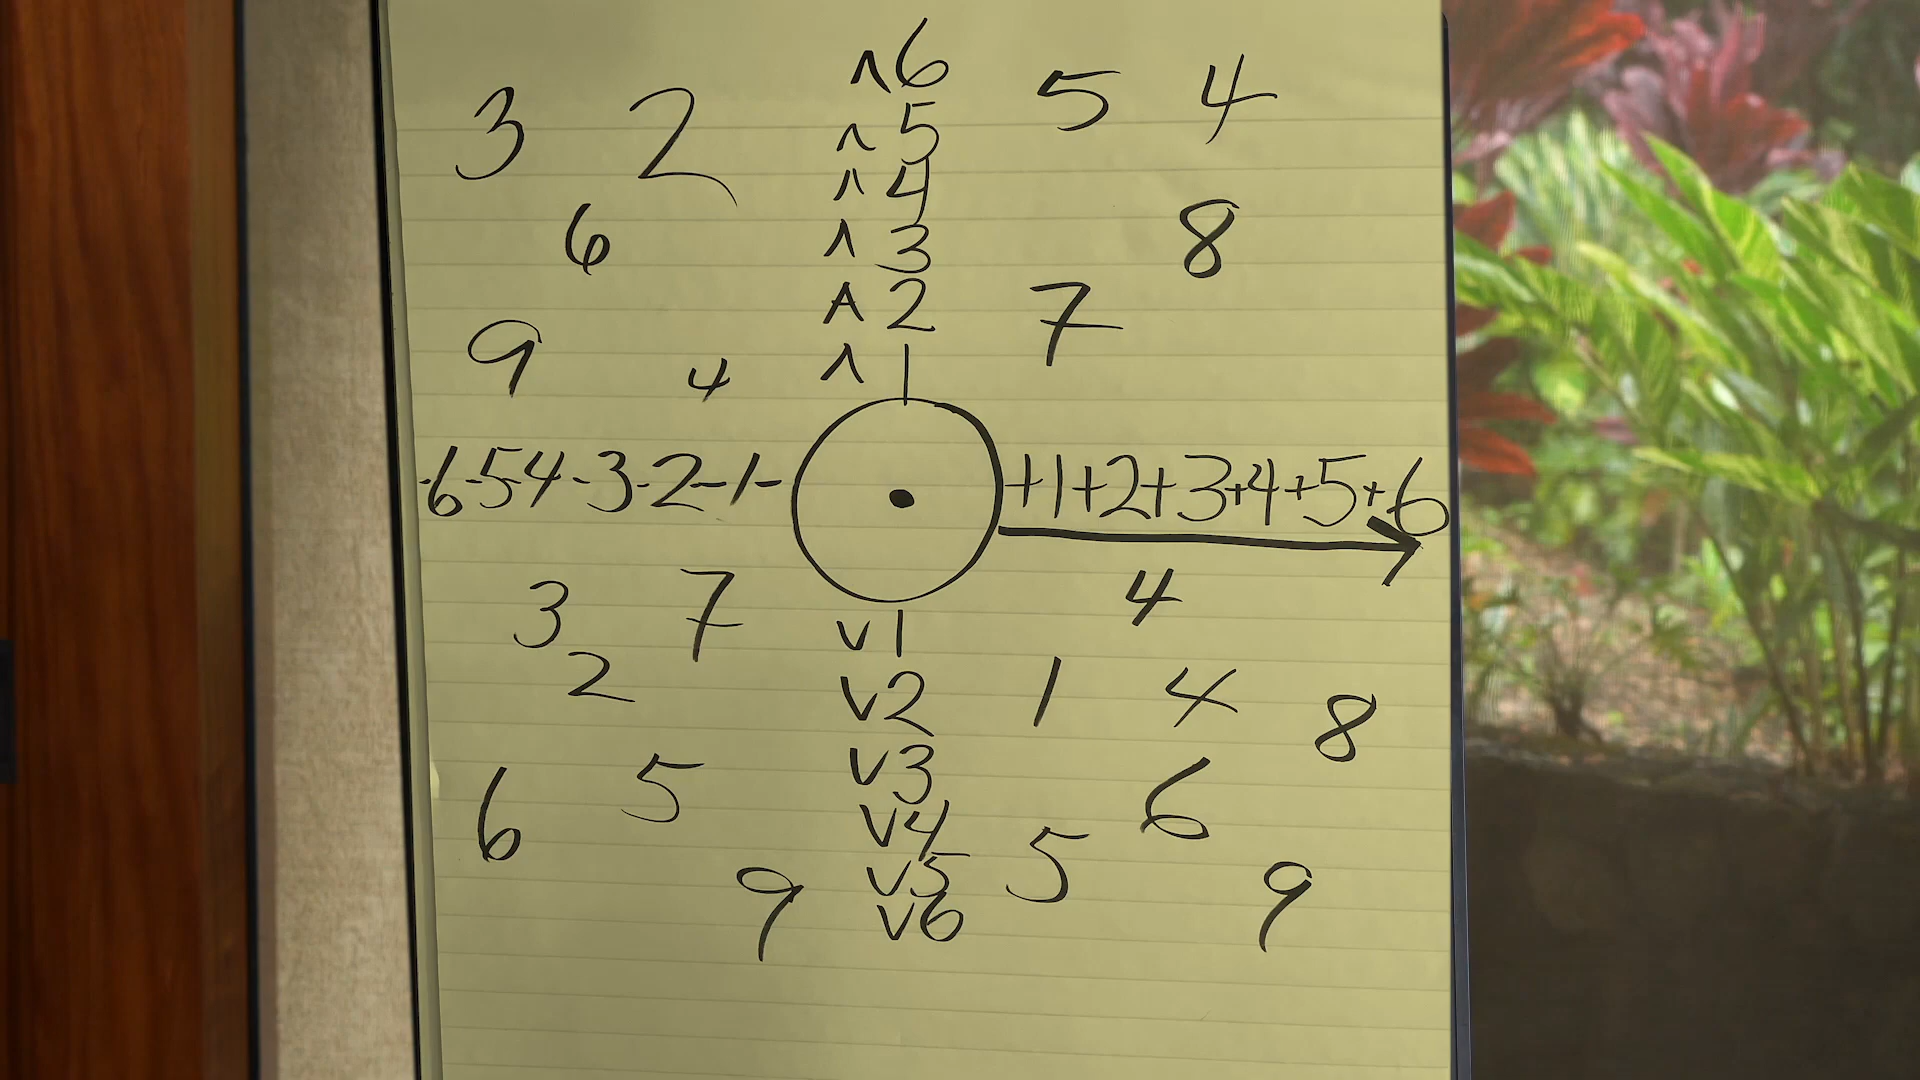 ^6
3 2 ^5 5 4
^4
6 ^3 8
^2 7
9 4 ^1
-6-5-4-3-2-1- +1+2+3+4+5+6
4
3 7 v1
2 v2 1 4 8
6 5 v3 6
v4
v5 5
9 v6 9